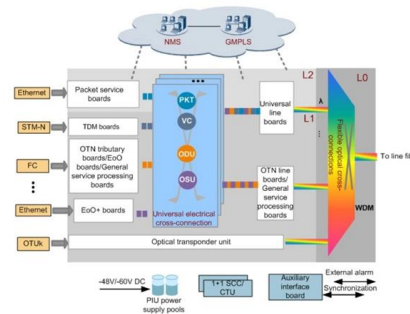 NMS
GMPLS
L2
L0
Ethernet
Packet service
boards
PKT
Universal
line
boards
λ
L1
STM-N
TDM boards
VC
FC
OTN tributary
boards/EoO
boards/General
service processing
boards
ODU
OSU
OTN line
boards/
General
service
processing
boards
Flexible optical cross-
connections
To line fi
Ethernet
EoO+ boards
Universal electrical
cross-connection
WDM
OTUk
Optical transponder unit
-48V/-60V DC
PIU power
supply pools
1+1 SCC/
CTU
Auxiliary
interface
board
External alarm
Synchronization